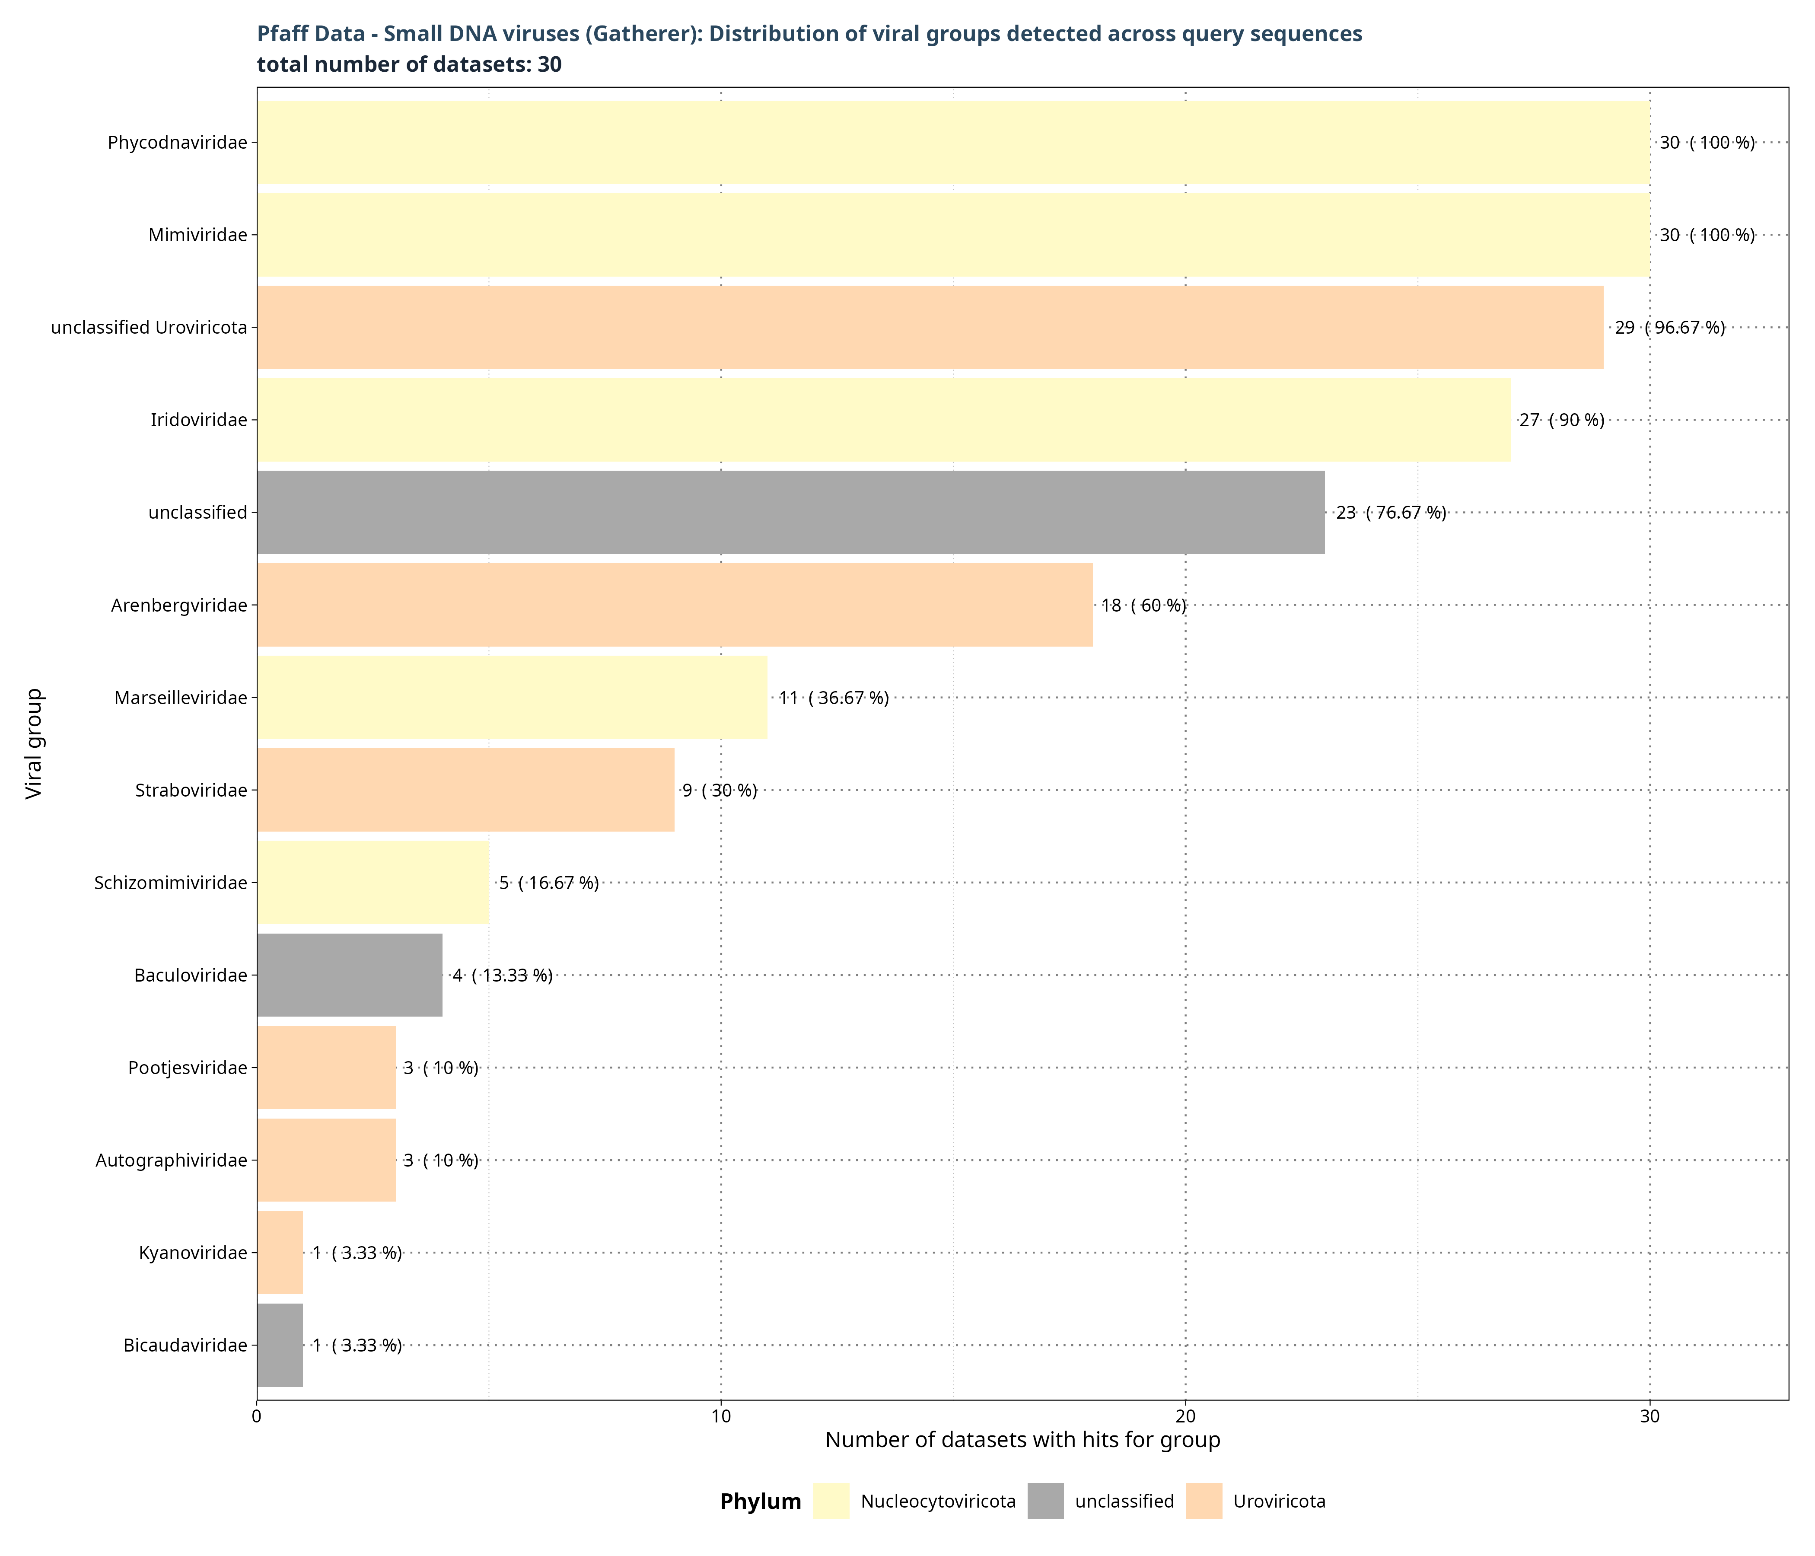 Pfaff Data - Small DNA viruses (Gatherer): Distribution of viral groups detected across query sequences
total number of datasets: 30
Viral group
Phycodnaviridae 30 ( 100 %)
Mimiviridae 30 ( 100 %)
unclassified Uroviricota 29 ( 96.67 %)
Iridoviridae 27 ( 90 %)
unclassified 23 ( 76.67 %)
Arenbergviridae 18 ( 60 %)
Marseilleviridae 11 ( 36.67 %)
Straboviridae 9 ( 30 %)
Schizomimiviridae 5 ( 16.67 %)
Baculoviridae 4 ( 13.33 %)
Pootjesviridae 3 ( 10 %)
Autographiviridae 3 ( 10 %)
Kyanoviridae 1 ( 3.33 %)
Bicaudaviridae 1 ( 3.33 %)
0 10 20 30
Number of datasets with hits for group
Phylum Nucleocytoviricota unclassified Uroviricota